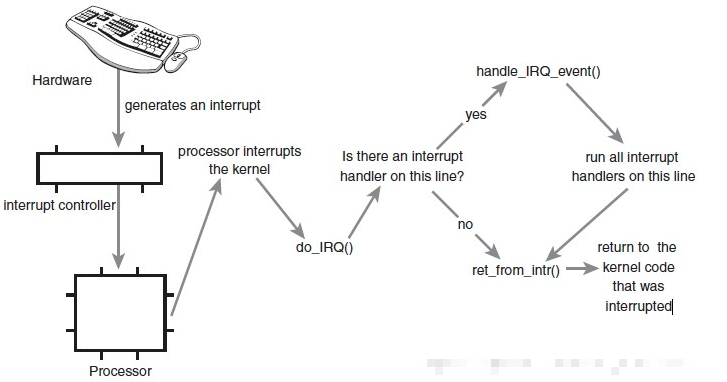 Hardware
generates an interrupt
interrupt controller
Processor
processor interrupts
the kernel
do_IRQ()
Is there an interrupt
handler on this line?
yes
no
handle_IRQ_event()
run all interrupt
handlers on this line
ret_from_intr()
return to the
kernel code
that was
interrupted